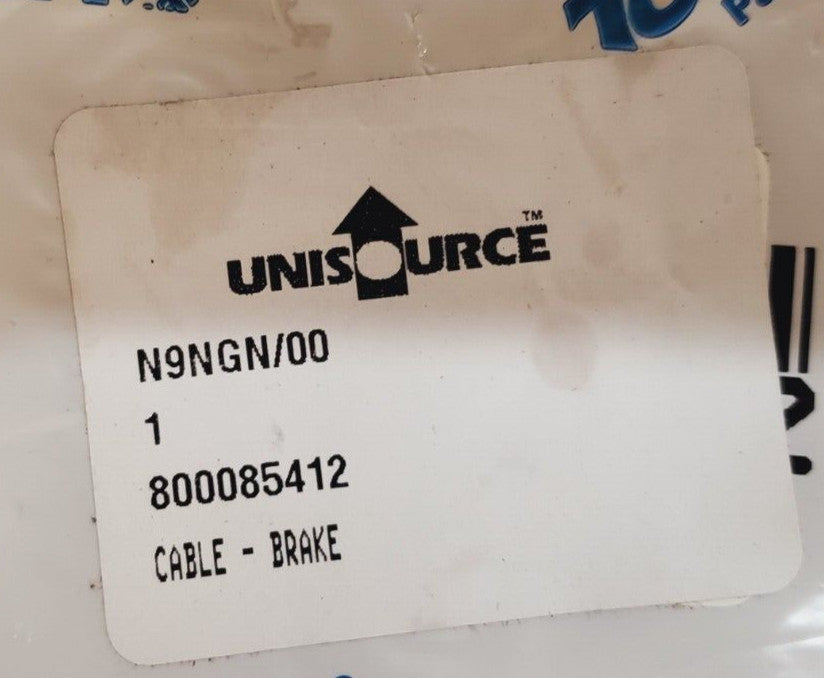 UNISOURCE™
N9NGN/00
1
800085412
CABLE - BRAKE